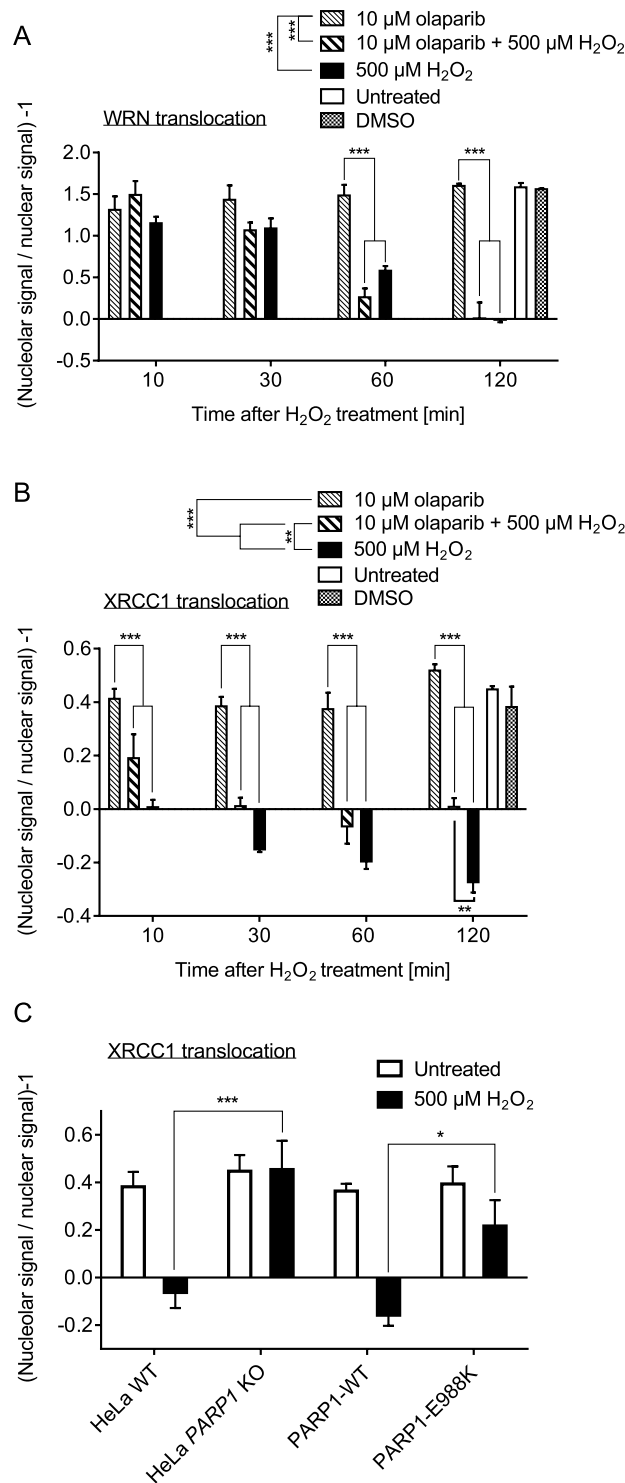 A
10 µM olaparib
10 µM olaparib + 500 µM H₂O₂
500 µM H₂O₂
Untreated
DMSO
***
***
WRN translocation
(Nucleolar signal / nuclear signal) -1
2.0
1.5
1.0
0.5
0.0
-0.5
***
***
10
30
60
120
Time after H₂O₂ treatment [min]
B
10 µM olaparib
10 µM olaparib + 500 µM H₂O₂
500 µM H₂O₂
Untreated
DMSO
***
**
XRCC1 translocation
(Nucleolar signal / nuclear signal) -1
0.6
0.4
0.2
0.0
-0.2
-0.4
***
***
***
***
**
10
30
60
120
Time after H₂O₂ treatment [min]
C
XRCC1 translocation
Untreated
500 µM H₂O₂
(Nucleolar signal / nuclear signal)-1
0.6
0.4
0.2
0.0
-0.2
***
*
HeLa WT
HeLa PARP1 KO
PARP1-WT
PARP1-E988K